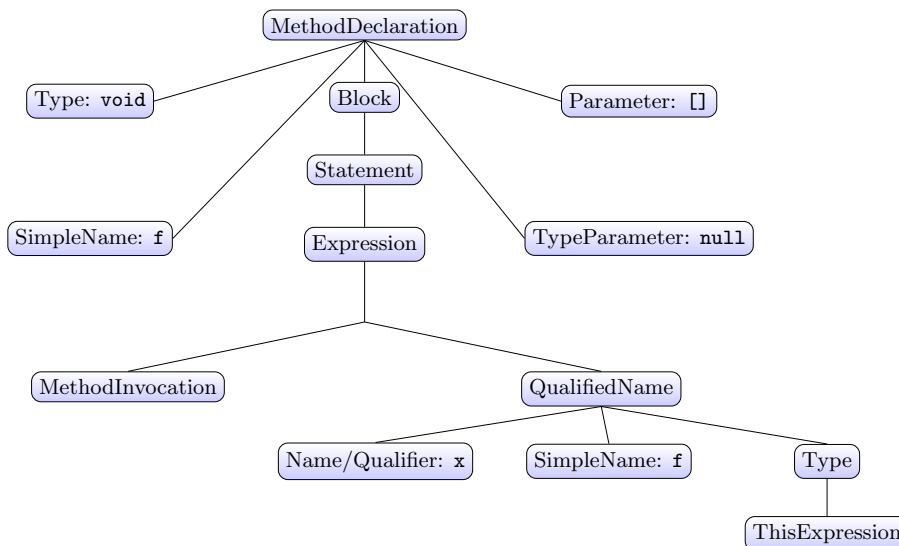 MethodDeclaration
Type: void
Block
Parameter: []
Statement
SimpleName: f
Expression
TypeParameter: null
MethodInvocation
QualifiedName
Name/Qualifier: x
SimpleName: f
Type
ThisExpression